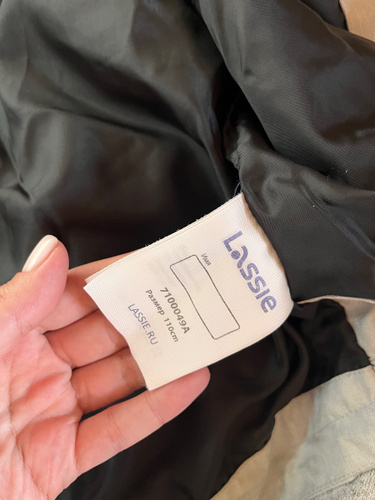 Lassie
Имя
7100049A
Размер 110cm
LASSIE.RU